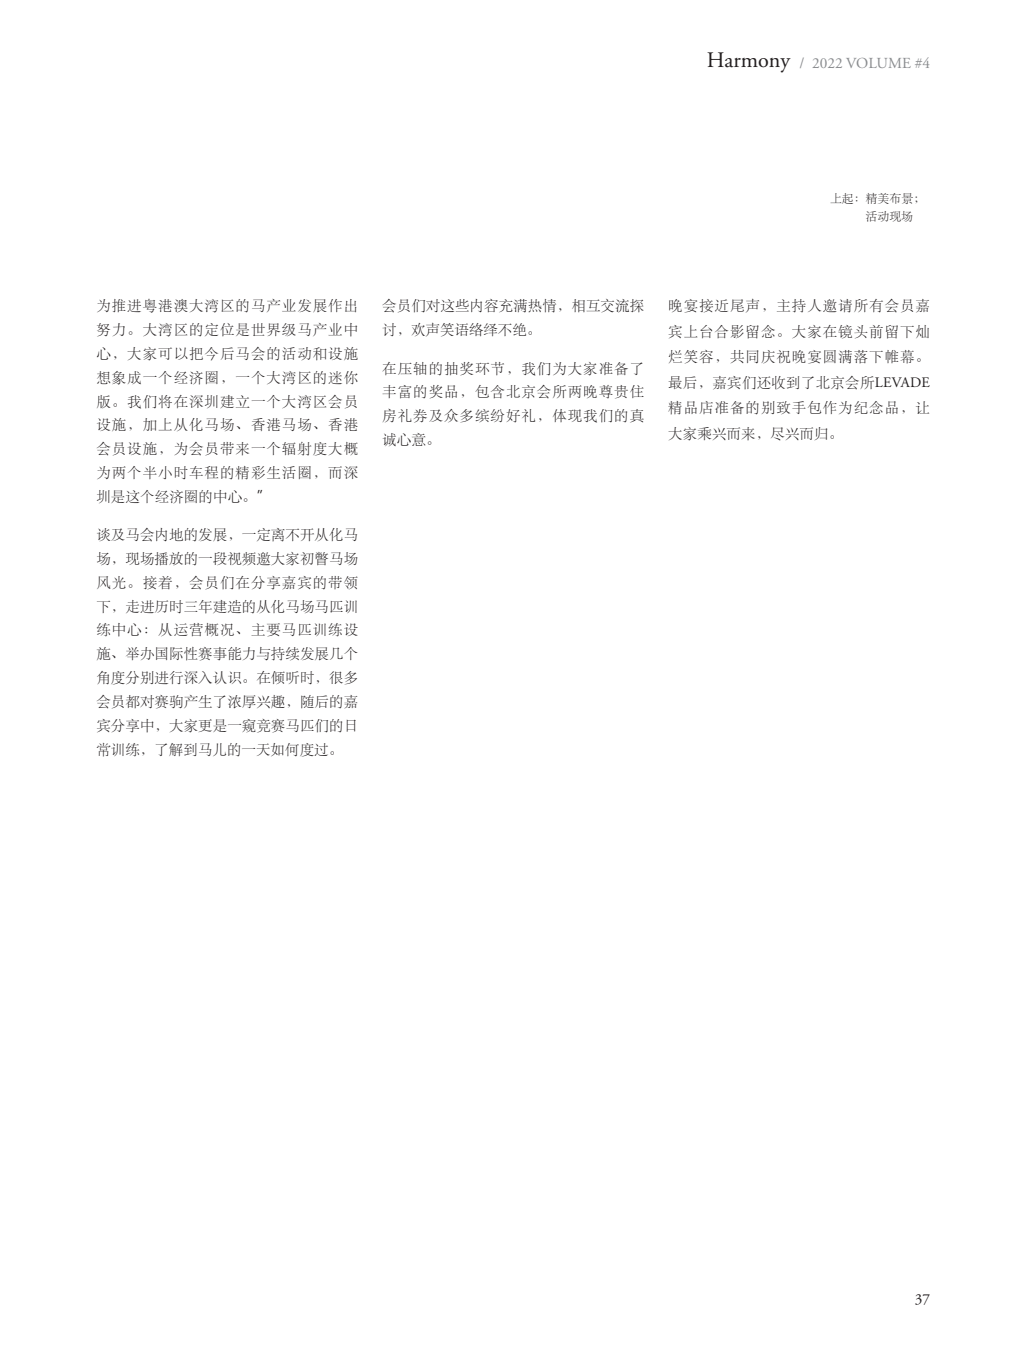 Harmony / 2022 VOLUME #4
上起：精美布景；
活动现场
为推进粤港澳大湾区的马产业发展作出
努力。大湾区的定位是世界级马产业中
心，大家可以把今后马会的活动和设施
想象成一个经济圈，一个大湾区的迷你
版。我们将在深圳建立一个大湾区会员
设施，加上从化马场、香港马场、香港
会员设施，为会员带来一个辐射度大概
为两个半小时车程的精彩生活圈，而深
圳是这个经济圈的中心。”
谈及马会内地的发展，一定离不开从化马
场，现场播放的一段视频邀大家初瞥马场
风光。接着，会员们在分享嘉宾的带领
下，走进历时三年建造的从化马场马匹训
练中心：从运营概况、主要马匹训练设
施、举办国际性赛事能力与持续发展几个
角度分别进行深入认识。在倾听时，很多
会员都对赛驹产生了浓厚兴趣，随后的嘉
宾分享中，大家更是一窥竞赛马匹们的日
常训练，了解到马儿的一天如何度过。
会员们对这些内容充满热情，相互交流探
讨，欢声笑语络绎不绝。
在压轴的抽奖环节，我们为大家准备了
丰富的奖品，包含北京会所两晚尊贵住
房礼券及众多缤纷好礼，体现我们的真
诚心意。
晚宴接近尾声，主持人邀请所有会员嘉
宾上台合影留念。大家在镜头前留下灿
烂笑容，共同庆祝晚宴圆满落下帷幕。
最后，嘉宾们还收到了北京会所LEVADE
精品店准备的别致手包作为纪念品，让
大家乘兴而来，尽兴而归。
37